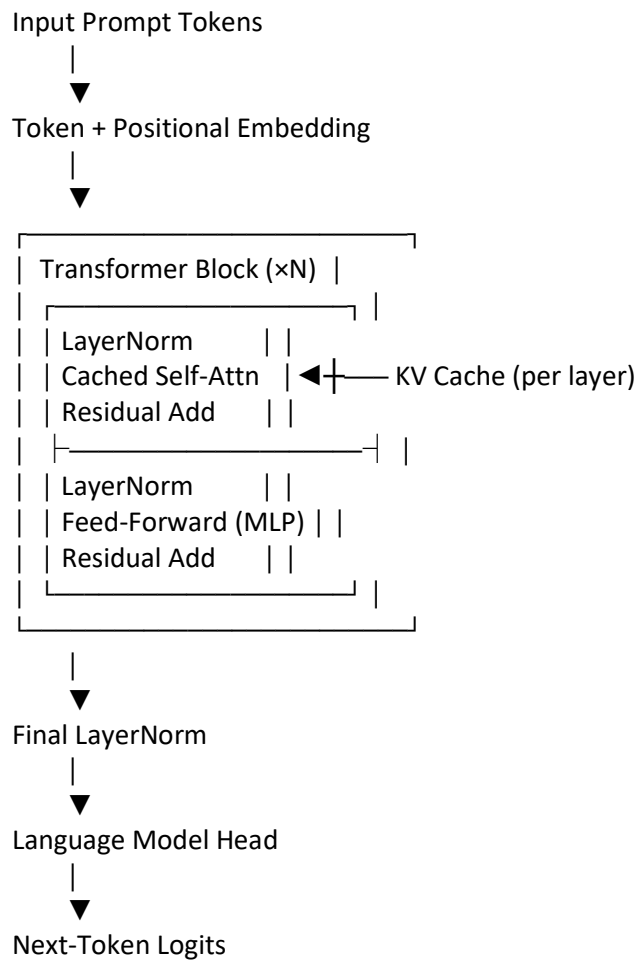 Input Prompt Tokens
Token + Positional Embedding
Transformer Block (×N)
LayerNorm
Cached Self-Attn
KV Cache (per layer)
Residual Add
LayerNorm
Feed-Forward (MLP)
Residual Add
Final LayerNorm
Language Model Head
Next-Token Logits